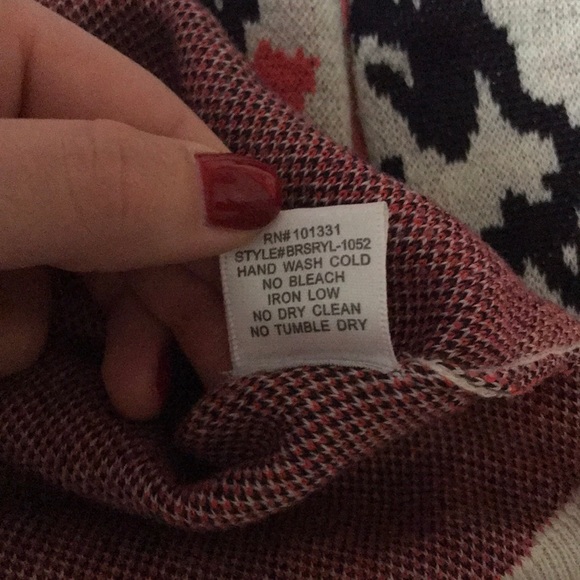 RN#101331
STYLE#BRSRYL-1052
HAND WASH COLD
NO BLEACH
IRON LOW
NO DRY CLEAN
NO TUMBLE DRY